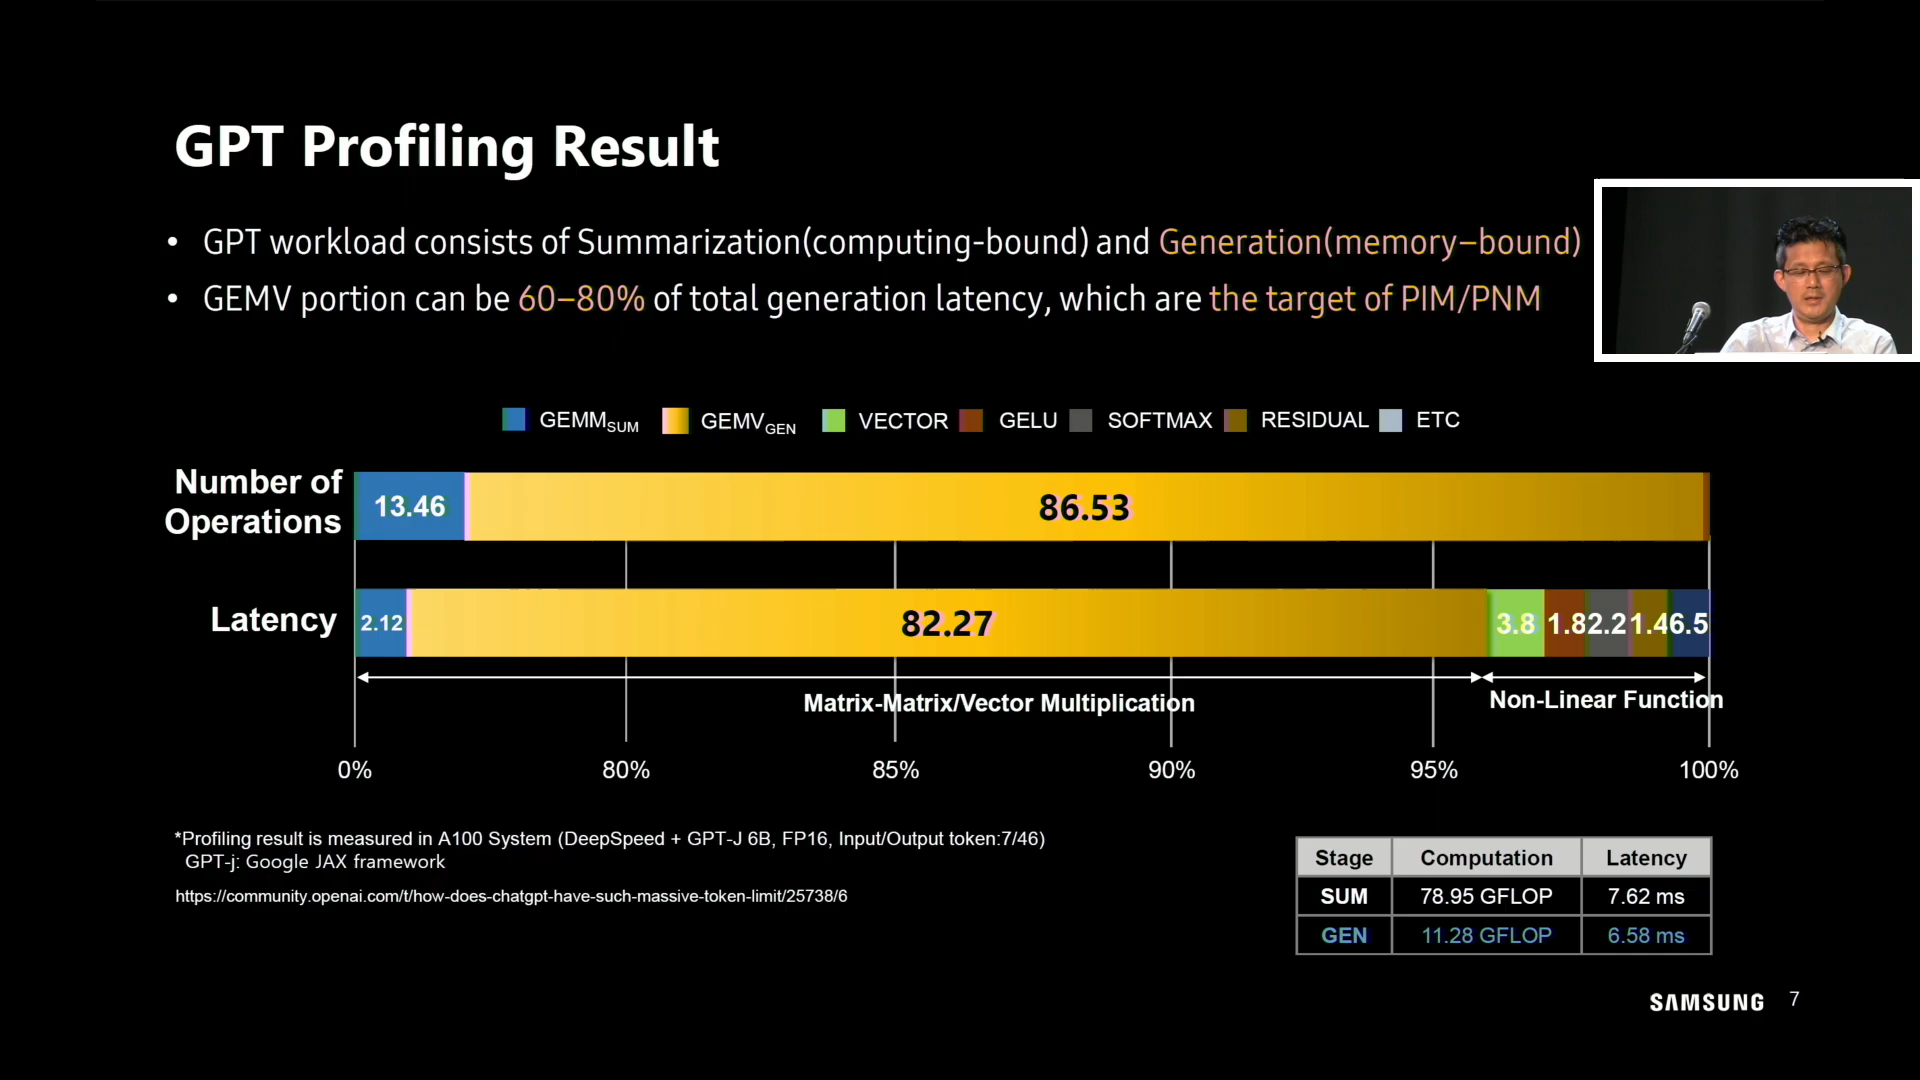 GPT Profiling Result
• GPT workload consists of Summarization(computing-bound) and Generation(memory–bound)
• GEMV portion can be 60–80% of total generation latency, which are the target of PIM/PNM
GEMMSUM GEMVGEN VECTOR GELU SOFTMAX RESIDUAL ETC
Number of
Operations
13.46 86.53
Latency
2.12 82.27 3.8 1.8 2.2 1.4 6.5
Matrix-Matrix/Vector Multiplication
Non-Linear Function
0% 80% 85% 90% 95% 100%
*Profiling result is measured in A100 System (DeepSpeed + GPT-J 6B, FP16, Input/Output token:7/46)
GPT-j: Google JAX framework
https://community.openai.com/t/how-does-chatgpt-have-such-massive-token-limit/25738/6
Stage Computation Latency
SUM 78.95 GFLOP 7.62 ms
GEN 11.28 GFLOP 6.58 ms
SAMSUNG 7